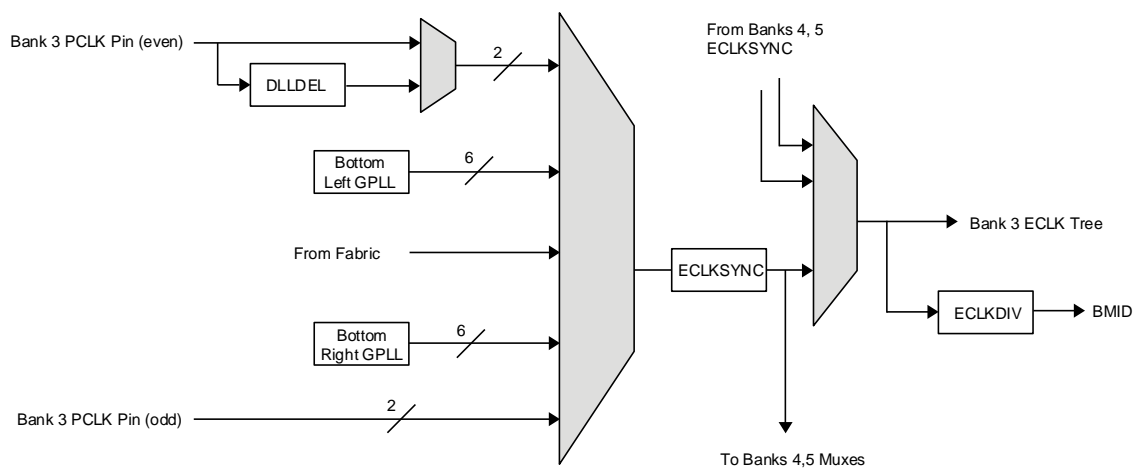 Bank 3 PCLK Pin (even)
DLLDEL
2
From Banks 4, 5
ECLKSYNC
Bottom
Left GPLL
6
From Fabric
ECLKSYNC
Bank 3 ECLK Tree
ECLKDIV
BMID
Bottom
Right GPLL
6
Bank 3 PCLK Pin (odd)
2
To Banks 4,5 Muxes